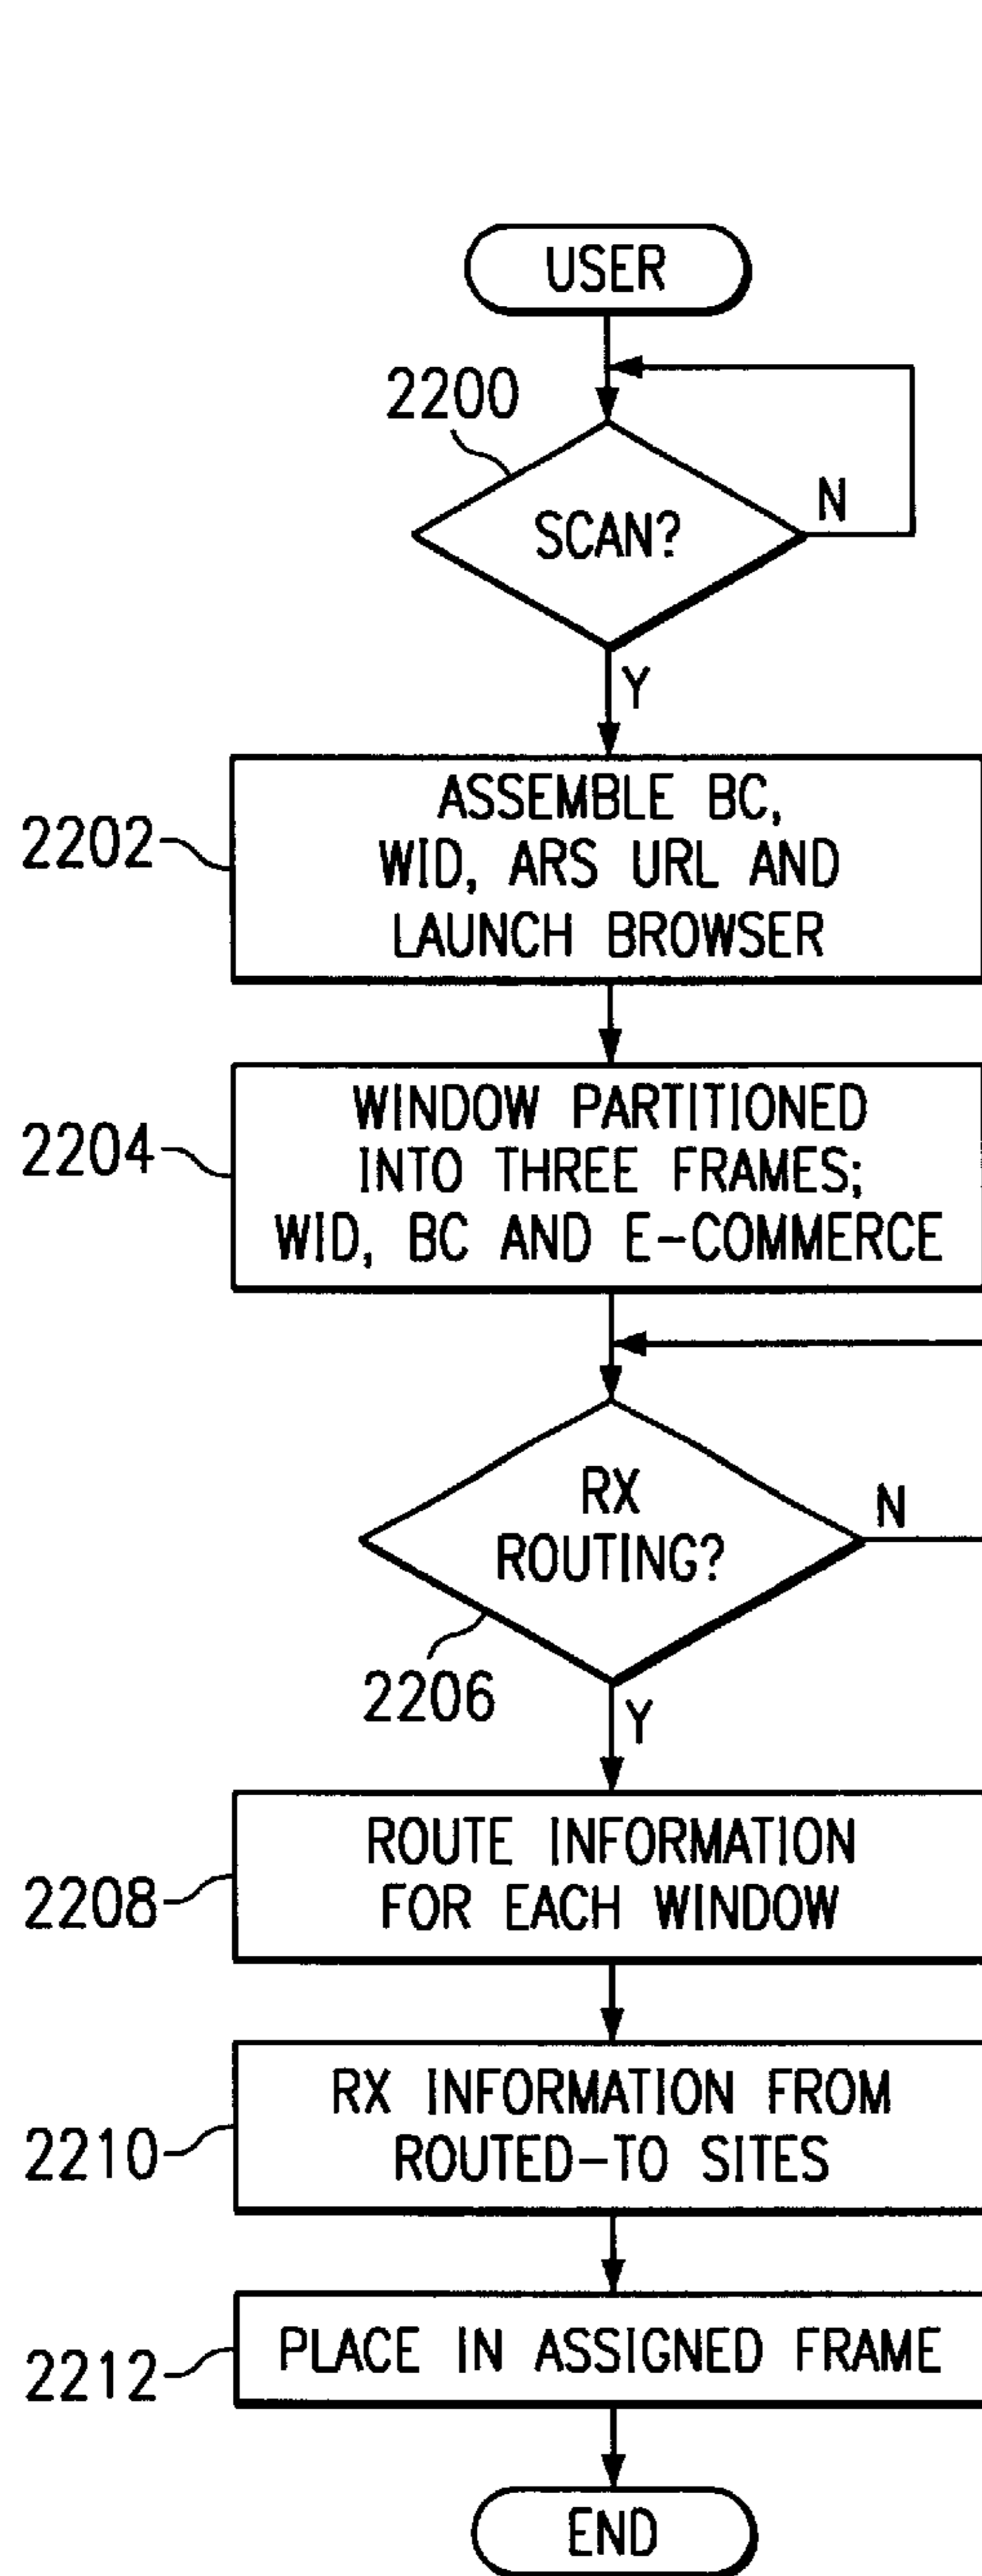 USER
2200
SCAN?
N
Y
2202
ASSEMBLE BC,
WID, ARS URL AND
LAUNCH BROWSER
2204
WINDOW PARTITIONED
INTO THREE FRAMES;
WID, BC AND E-COMMERCE
RX
ROUTING?
N
2206
Y
2208
ROUTE INFORMATION
FOR EACH WINDOW
2210
RX INFORMATION FROM
ROUTED-TO SITES
2212
PLACE IN ASSIGNED FRAME
END